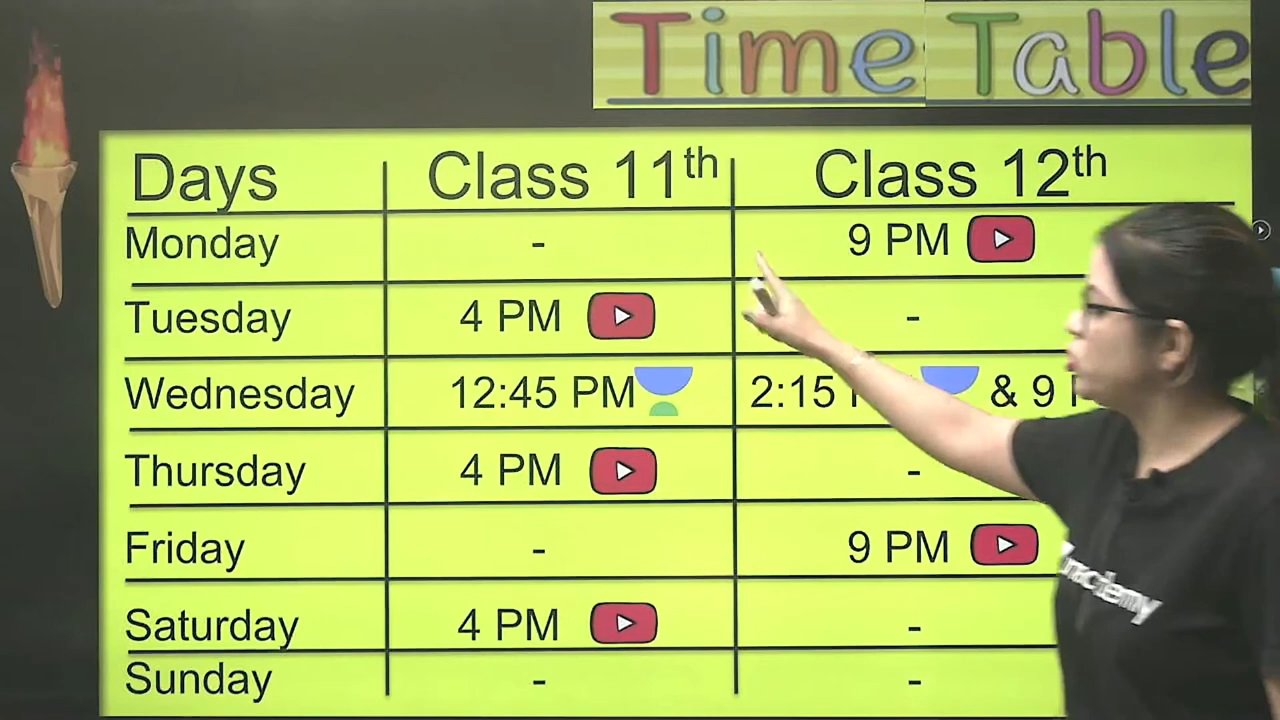 Time Table
Days Class 11th Class 12th
Monday - 9 PM
Tuesday 4 PM -
Wednesday 12:45 PM 2:15 & 9
Thursday 4 PM -
Friday - 9 PM
Saturday 4 PM -
Sunday - -